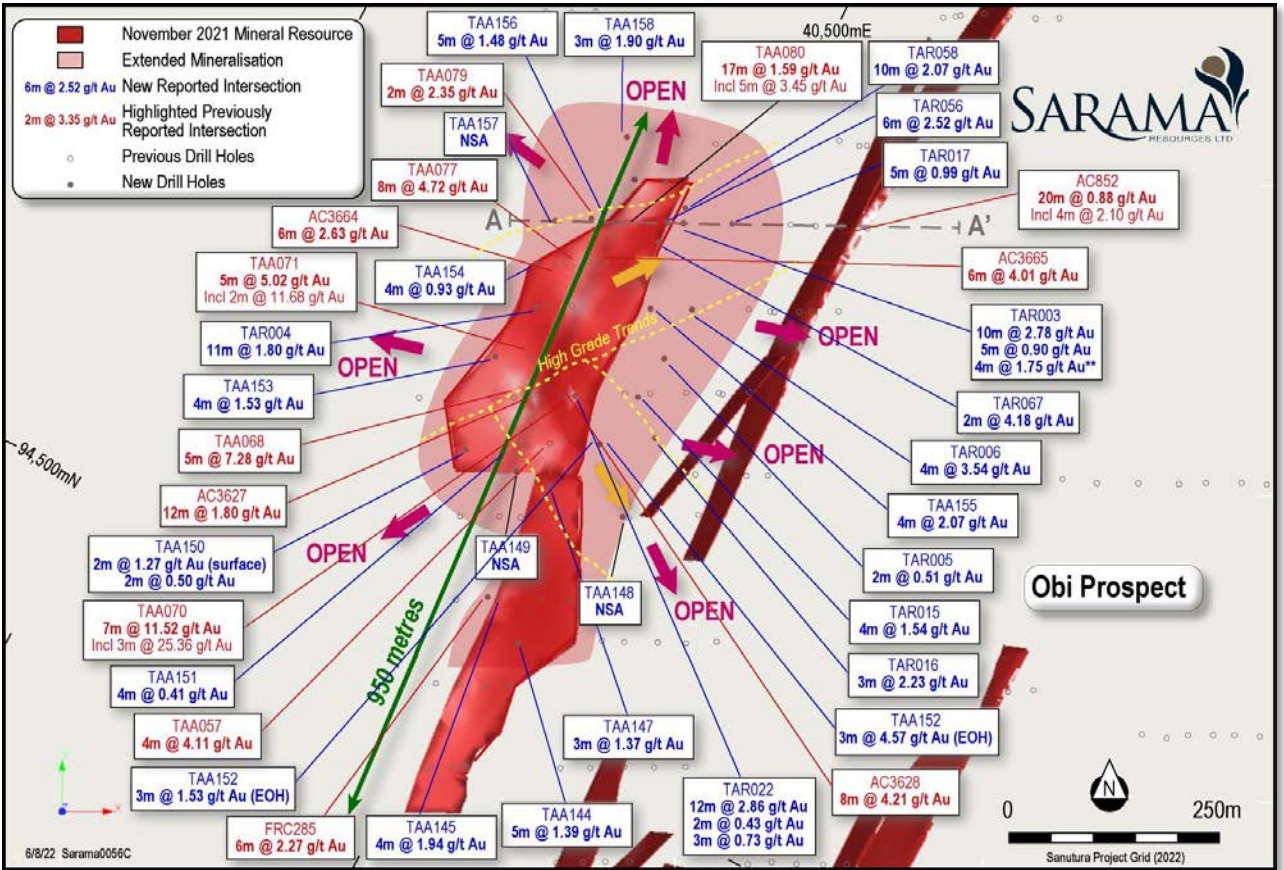 November 2021 Mineral Resource
Extended Mineralisation
6m @ 2.52 g/t Au New Reported Intersection
2m @ 3.35 g/t Au Highlighted Previously
Reported Intersection
Previous Drill Holes
New Drill Holes
TAA156
5m @ 1.48 g/t Au
TAA158
3m @ 1.90 g/t Au
40,500mE
TAA080
17m @ 1.59 g/t Au
Incl 5m @ 3.45 g/t Au
TAR058
10m @ 2.07 g/t Au
SARAMA
RESOURCES LTD
TAA079
2m @ 2.35 g/t Au
OPEN
TAR056
6m @ 2.52 g/t Au
TAA157
NSA
TAR017
5m @ 0.99 g/t Au
TAA077
8m @ 4.72 g/t Au
AC852
20m @ 0.88 g/t Au
Incl 4m @ 2.10 g/t Au
A
A'
AC3664
6m @ 2.63 g/t Au
TAA071
5m @ 5.02 g/t Au
Incl 2m @ 11.68 g/t Au
TAA154
4m @ 0.93 g/t Au
AC3665
6m @ 4.01 g/t Au
TAR004
11m @ 1.80 g/t Au
OPEN
High Grade Trends
OPEN
TAR003
10m @ 2.78 g/t Au
5m @ 0.90 g/t Au
4m @ 1.75 g/t Au**
TAA153
4m @ 1.53 g/t Au
TAR067
2m @ 4.18 g/t Au
TAA068
5m @ 7.28 g/t Au
OPEN
TAR006
4m @ 3.54 g/t Au
94,500mN
AC3627
12m @ 1.80 g/t Au
TAA155
4m @ 2.07 g/t Au
OPEN
TAA150
2m @ 1.27 g/t Au (surface)
2m @ 0.50 g/t Au
TAA149
NSA
TAA148
NSA
OPEN
TAR005
2m @ 0.51 g/t Au
Obi Prospect
TAA070
7m @ 11.52 g/t Au
Incl 3m @ 25.36 g/t Au
950 metres
TAR015
4m @ 1.54 g/t Au
TAA151
4m @ 0.41 g/t Au
TAR016
3m @ 2.23 g/t Au
TAA057
4m @ 4.11 g/t Au
TAA147
3m @ 1.37 g/t Au
TAA152
3m @ 4.57 g/t Au (EOH)
TAA152
3m @ 1.53 g/t Au (EOH)
TAR022
12m @ 2.86 g/t Au
2m @ 0.43 g/t Au
3m @ 0.73 g/t Au
AC3628
8m @ 4.21 g/t Au
FRC285
6m @ 2.27 g/t Au
TAA145
4m @ 1.94 g/t Au
TAA144
5m @ 1.39 g/t Au
N
0 250m
Sanutura Project Grid (2022)
Y
Z
X
6/8/22 Sarama0056C